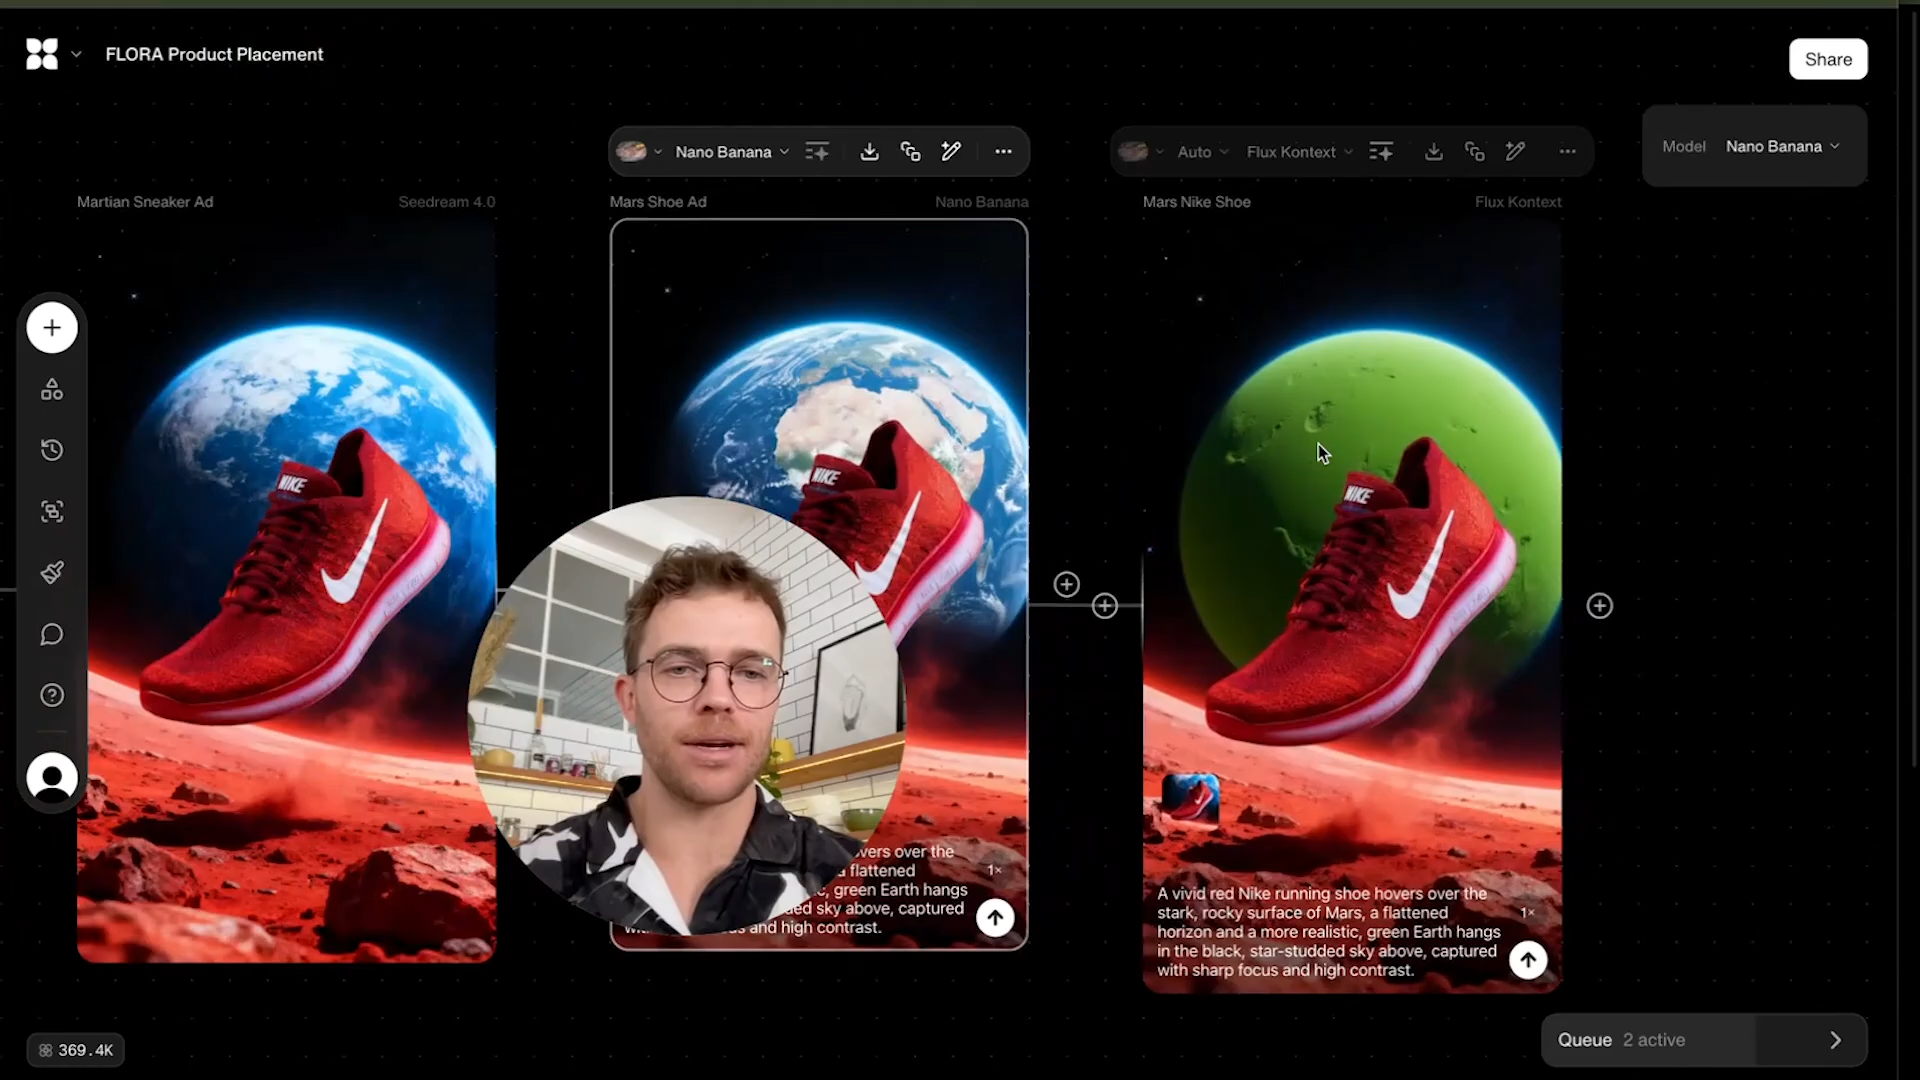 FLORA Product Placement
Share
Nano Banana
Auto
Flux Kontext
Model
Nano Banana
Martian Sneaker Ad
Seedream 4.0
Mars Shoe Ad
Nano Banana
Mars Nike Shoe
Flux Kontext
NIKE
NIKE
NIKE
overs over the
a flattened
1×
c, green Earth hangs
sky above, captured
and high contrast.
A vivid red Nike running shoe hovers over the
stark, rocky surface of Mars, a flattened
1×
horizon and a more realistic, green Earth hangs
in the black, star-studded sky above, captured
with sharp focus and high contrast.
369.4K
Queue
2 active